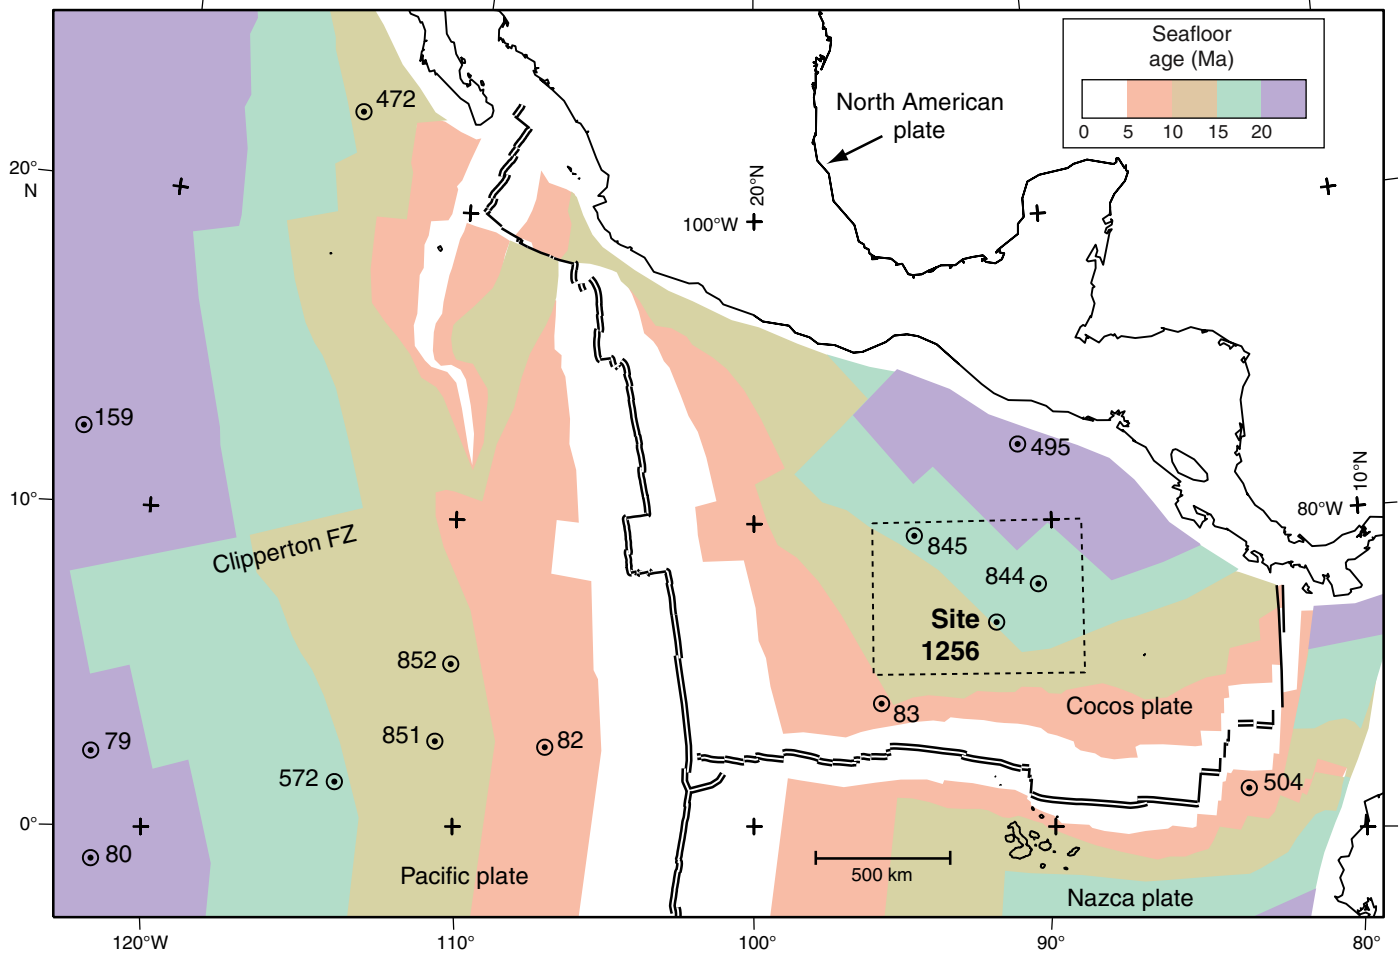 Seafloor
age (Ma)
0 5 10 15 20
North American
plate
472
20°
N
20°N
100°W
159
495
10°N
10°
80°W
Clipperton FZ
845
844
Site
1256
852
83
Cocos plate
851
82
79
572
504
0°
80
500 km
Pacific plate
Nazca plate
120°W 110° 100° 90° 80°